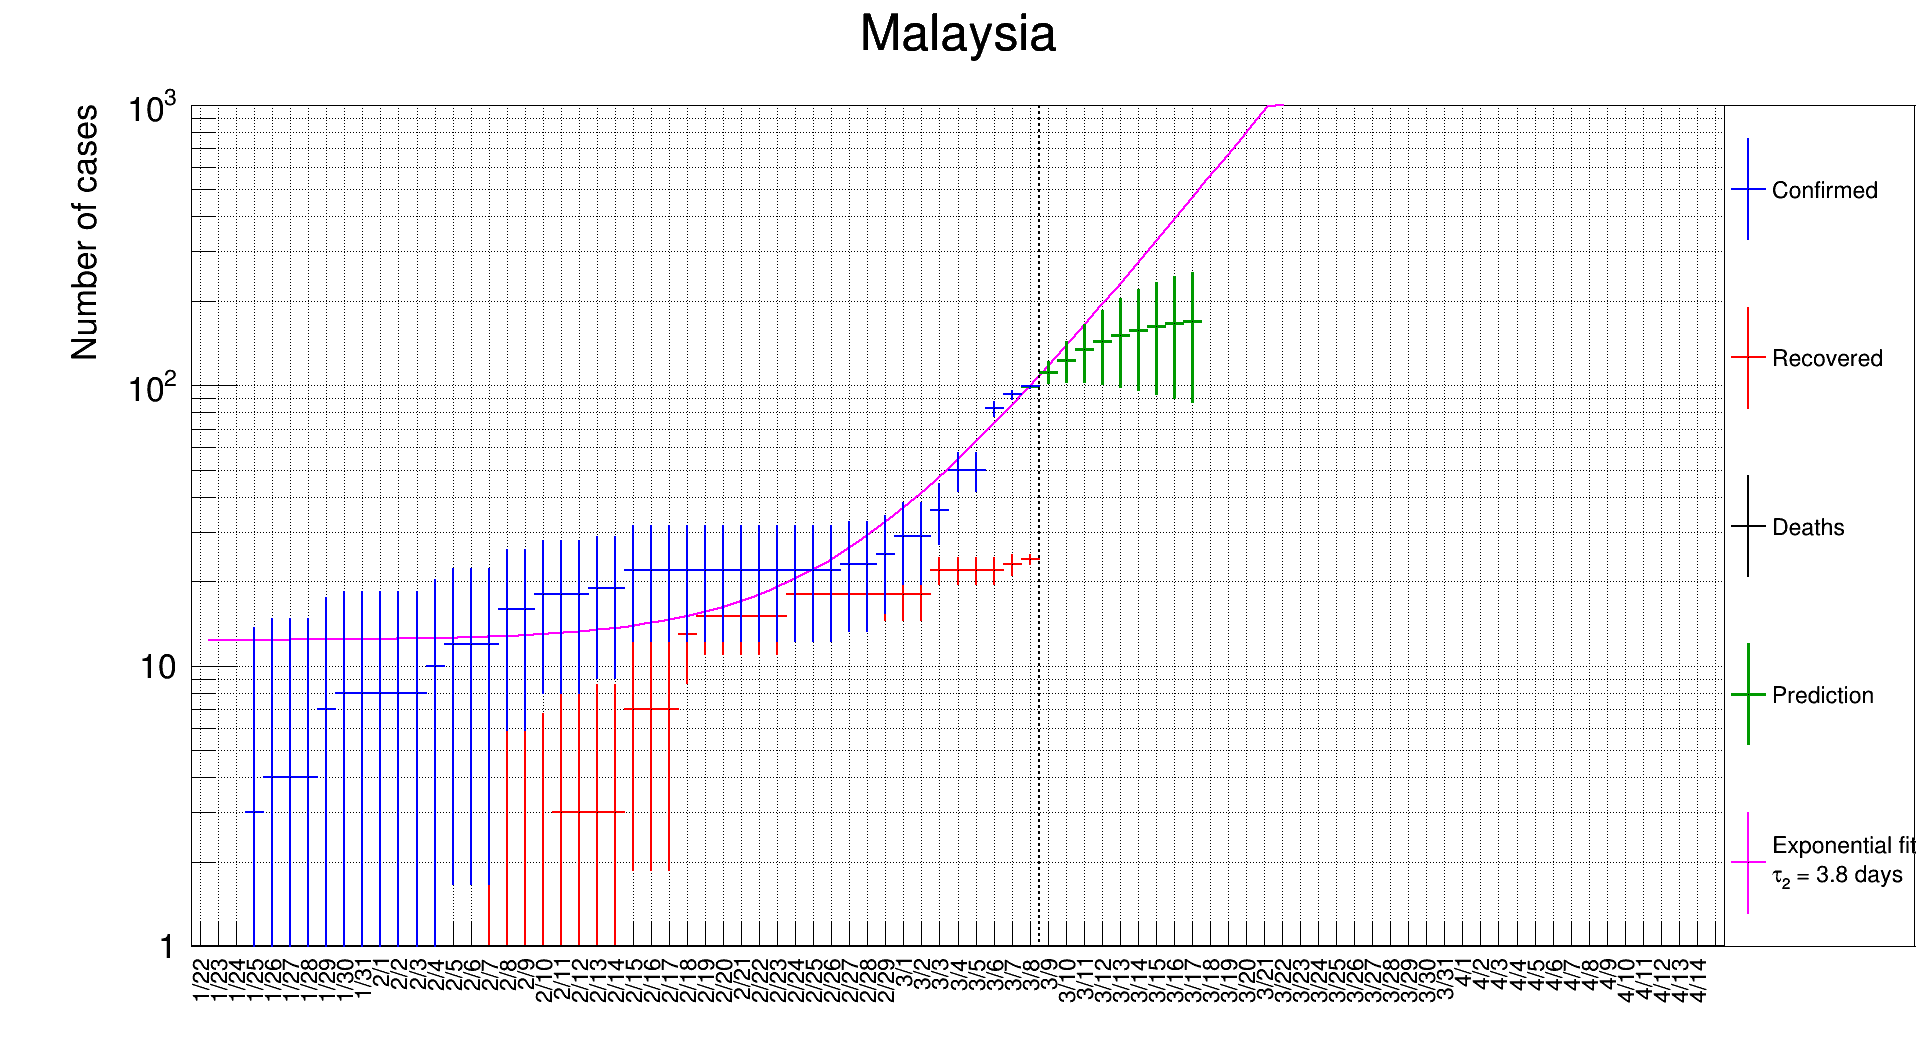 Malaysia
Number of cases
10³
10²
10
1
1/22 1/23 1/24 1/25 1/26 1/27 1/28 1/29 1/30 1/31 2/1 2/2 2/3 2/4 2/5 2/6 2/7 2/8 2/9 2/10 2/11 2/12 2/13 2/14 2/15 2/16 2/17 2/18 2/19 2/20 2/21 2/22 2/23 2/24 2/25 2/26 2/27 2/28 2/29 3/1 3/2 3/3 3/4 3/5 3/6 3/7 3/8 3/9 3/10 3/11 3/12 3/13 3/14 3/15 3/16 3/17 3/18 3/19 3/20 3/21 3/22 3/23 3/24 3/25 3/26 3/27 3/28 3/29 3/30 3/31 4/1 4/2 4/3 4/4 4/5 4/6 4/7 4/8 4/9 4/10 4/11 4/12 4/13 4/14
Confirmed
Recovered
Deaths
Prediction
Exponential fit
τ₂ = 3.8 days